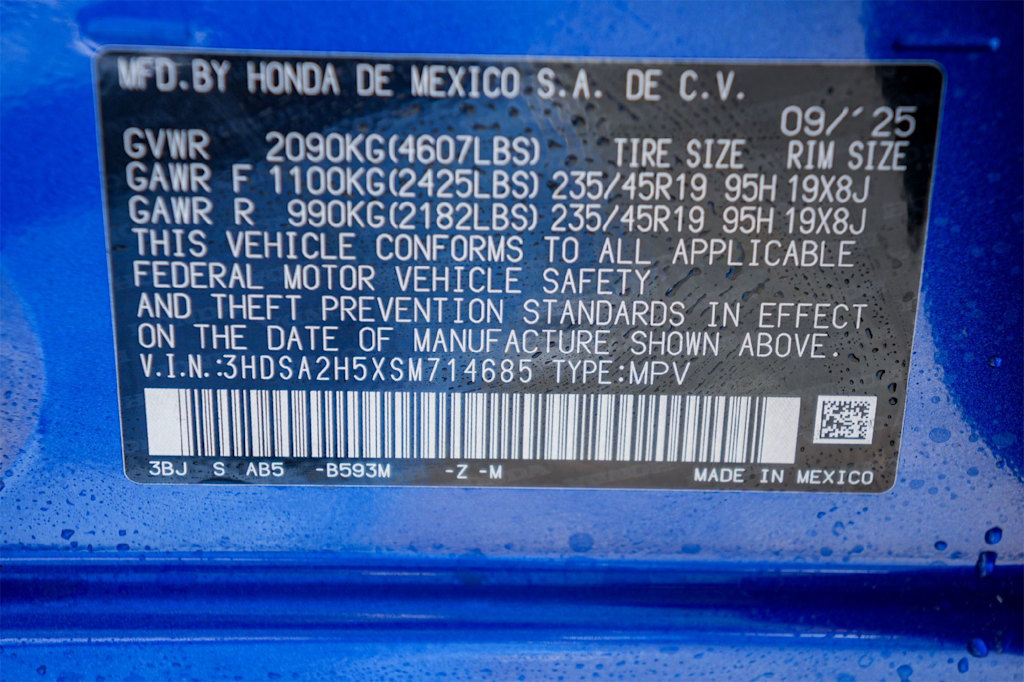 MFD.BY HONDA DE MEXICO S.A. DE C.V.
09/'25
GVWR 2090KG(4607LBS) TIRE SIZE RIM SIZE
GAWR F 1100KG(2425LBS) 235/45R19 95H 19X8J
GAWR R 990KG(2182LBS) 235/45R19 95H 19X8J
THIS VEHICLE CONFORMS TO ALL APPLICABLE
FEDERAL MOTOR VEHICLE SAFETY
AND THEFT PREVENTION STANDARDS IN EFFECT
ON THE DATE OF MANUFACTURE SHOWN ABOVE.
V.I.N.:3HDSA2H5XSM714685 TYPE:MPV
3BJ S AB5 -B593M -Z -M MADE IN MEXICO